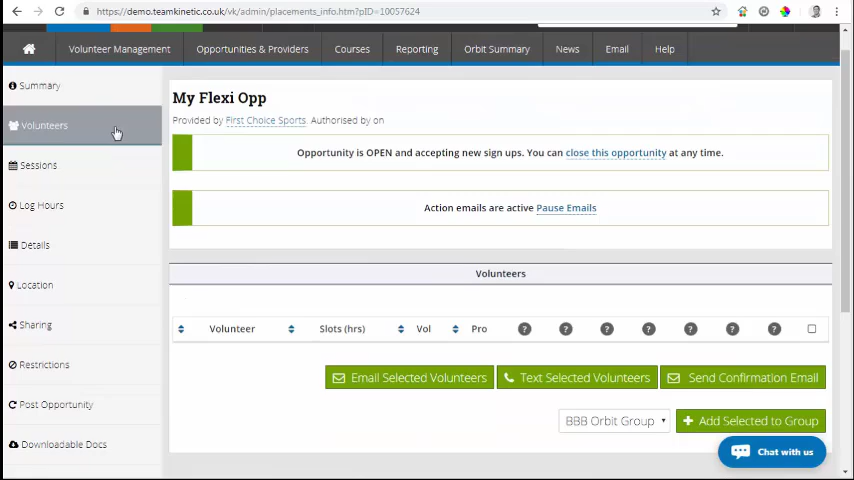 https://demo.teamkinetic.co.uk/vk/admin/placements_info.htm?pID=10057624
Volunteer Management
Opportunities & Providers
Courses
Reporting
Orbit Summary
News
Email
Help
Summary
Volunteers
Sessions
Log Hours
Details
Location
Sharing
Restrictions
Post Opportunity
Downloadable Docs
My Flexi Opp
Provided by First Choice Sports. Authorised by on
Opportunity is OPEN and accepting new sign ups. You can close this opportunity at any time.
Action emails are active Pause Emails
Volunteers
Volunteer Slots (hrs) Vol Pro ? ? ? ? ? ? ?
Email Selected Volunteers
Text Selected Volunteers
Send Confirmation Email
BBB Orbit Group
Add Selected to Group
Chat with us